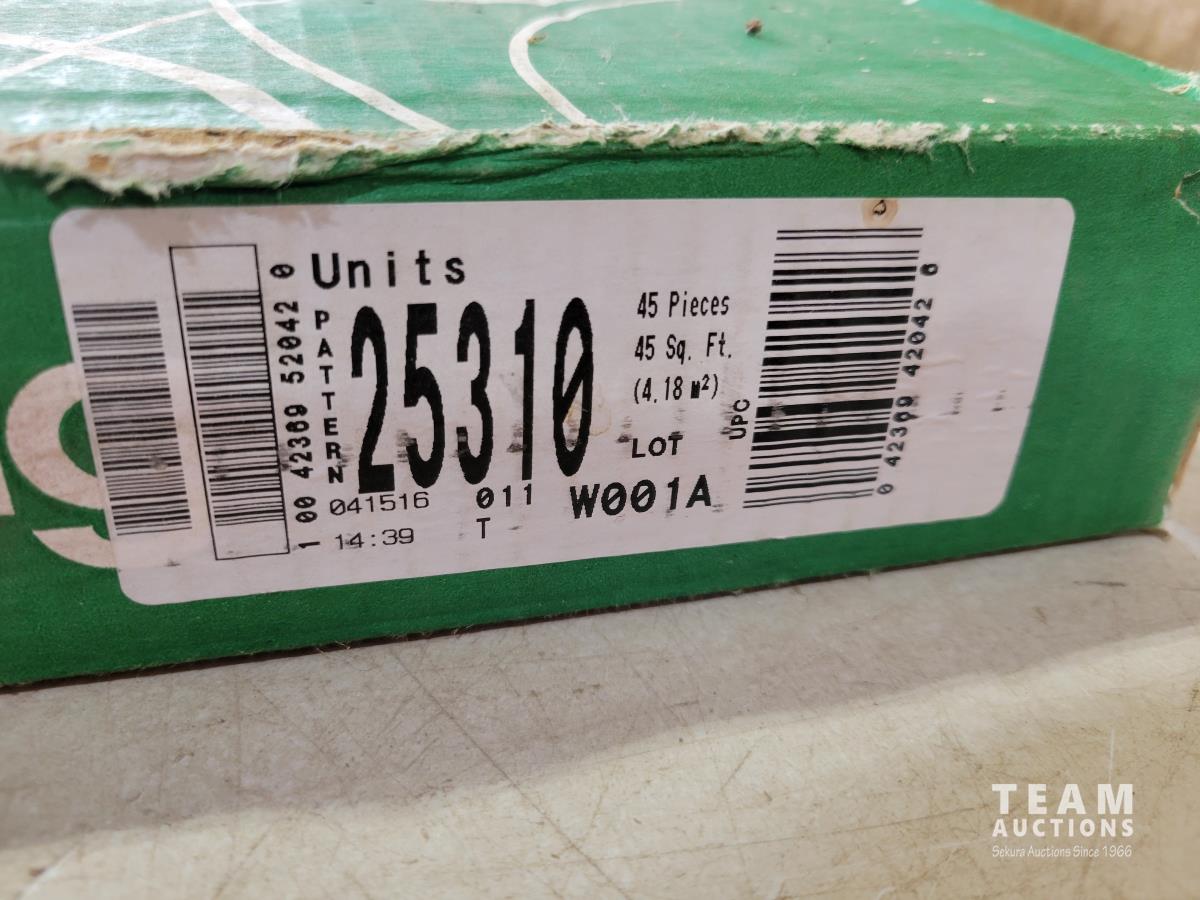 Units
PATTERN
25310
45 Pieces
45 Sq. Ft.
(4.18 m²)
LOT
W001A
041516
011
14:39
T
1 00 42369 52042 0
UPC
0 42369 42042 6
TEAM
AUCTIONS
Sekura Auctions Since 1966